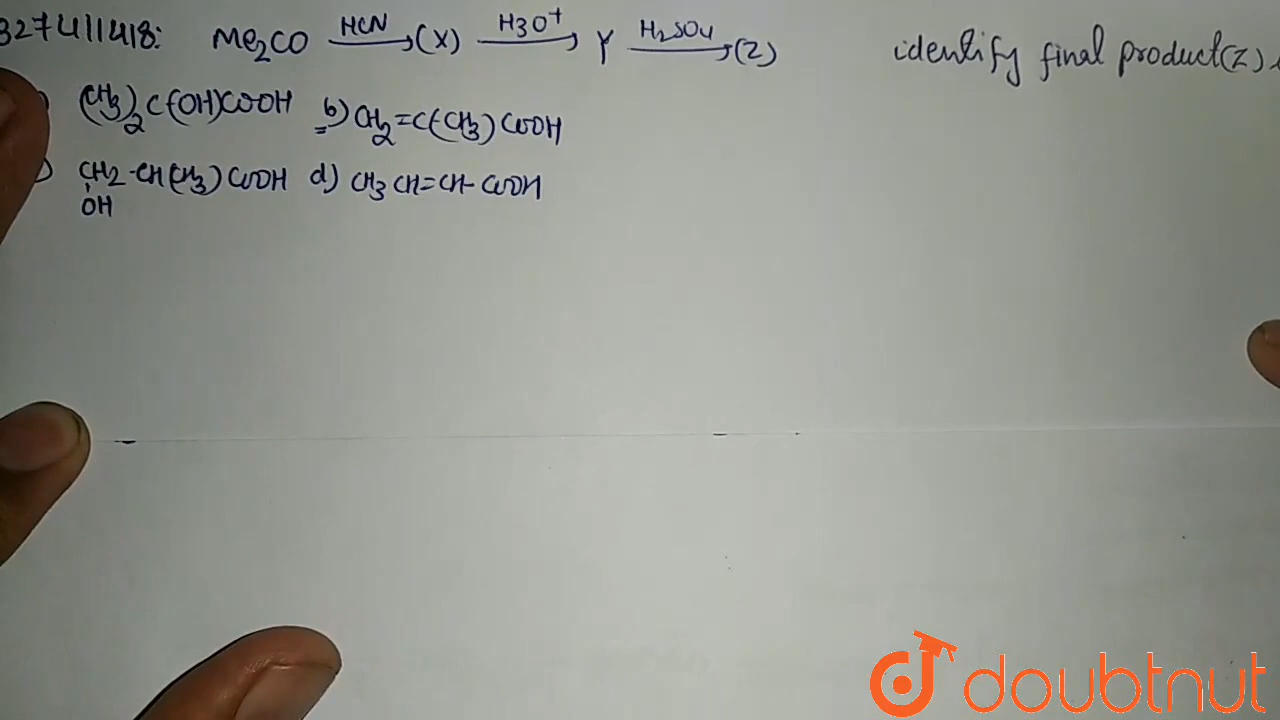 327411418: Me2CO HCN→ (X) H3O+→ Y H2SO4→ (Z) identify final product(Z)
) (CH3)2 C(OH)COOH b) CH2=C(CH3)COOH
) CH2-CH(CH3)COOH d) CH3CH=CH-COOH
OH
doubtnut